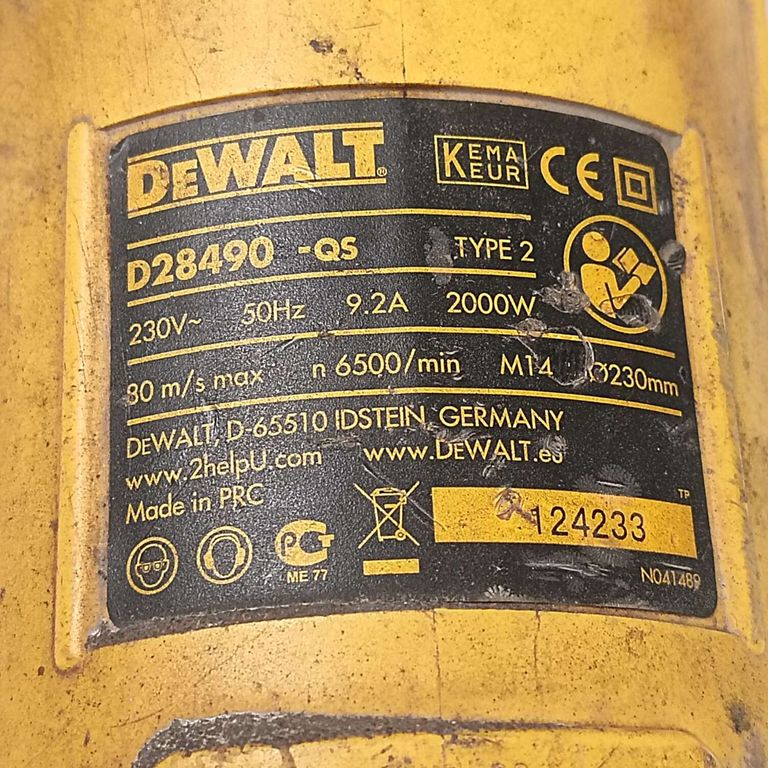 DEWALT®
KEMA KEUR CE
D28490 -QS TYPE 2
230V~ 50Hz 9.2A 2000W
80 m/s max n 6500/min M14 Ø230mm
DEWALT, D-65510 IDSTEIN GERMANY
www.2helpU.com www.DEWALT.eu
Made in PRC
TP
124233
PCT
ME 77
N041489